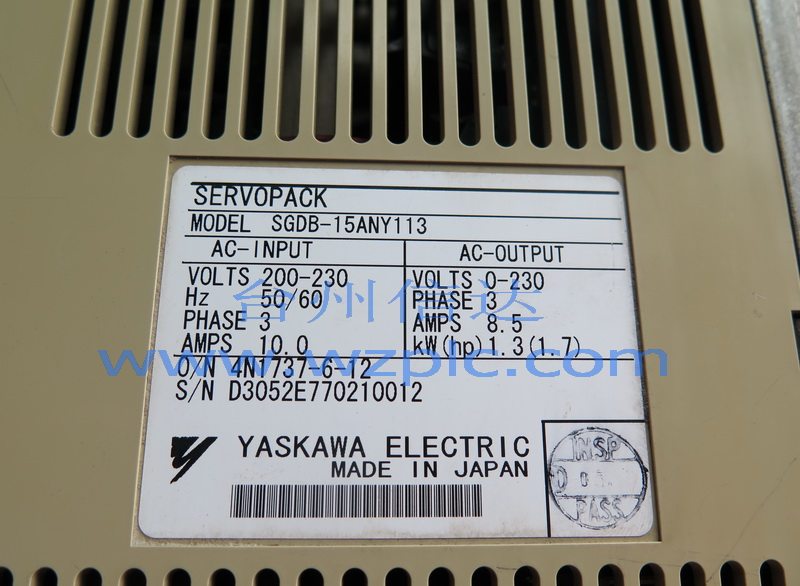 SERVOPACK
MODEL SGDB-15ANY113
AC-INPUT AC-OUTPUT
VOLTS 200-230 VOLTS 0-230
Hz 50/60 PHASE 3
PHASE 3 AMPS 8.5
AMPS 10.0 kW(hp) 1.3(1.7)
O/N 4N1737-6-12
S/N D3052E770210012
台州信达
www.wzplc.com
YASKAWA ELECTRIC
MADE IN JAPAN
INSP
PASS